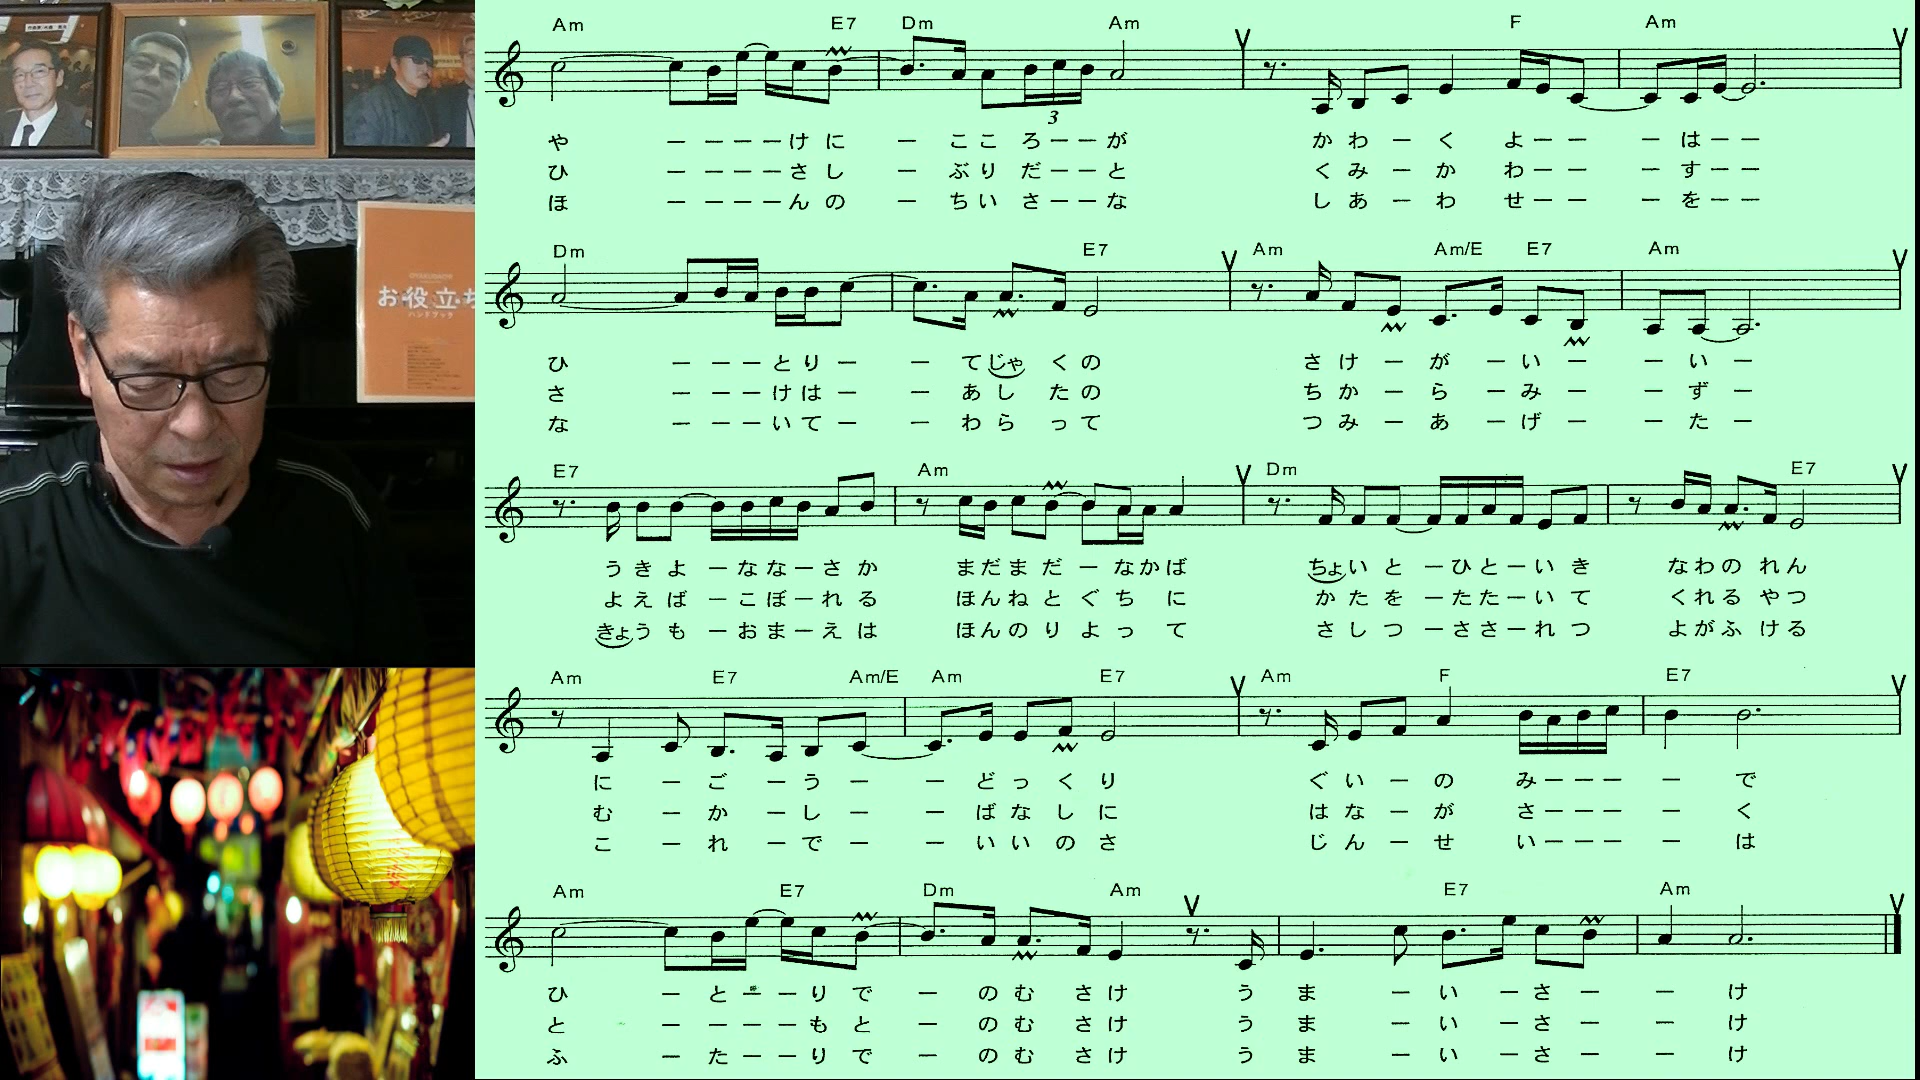 お役立ち
ハンドブック
Am E7 Dm Am F Am
3
や ー ー ー ー け に ー こ こ ろ ー ー が か わ ー く よ ー ー ー は ー ー
ひ ー ー ー ー さ し ー ぶ り だ ー ー と く み ー か わ ー ー ー す ー ー
ほ ー ー ー ー ん の ー ち い さ ー ー な し あ ー わ せ ー ー ー を ー ー
Dm E7 Am Am/E E7 Am
ひ ー ー ー と り ー ー て じゃ く の さ け ー が ー い ー ー い ー
さ ー ー ー け は ー ー あ し た の ち か ー ら ー み ー ー ず ー
な ー ー ー い て ー ー わ ら っ て つ み ー あ ー げ ー ー た ー
E7 Am Dm E7
う き よ ー な な ー さ か ま だ ま だ ー な か ば ちょ い と ー ひ と ー い き な わ の れ ん
よ え ば ー こ ぼ ー れ る ほ ん ね と ぐ ち に か た を ー た た ー い て く れ る や つ
きょ う も ー お ま ー え は ほ ん の り よ っ て さ し つ ー さ さ ー れ つ よ が ふ け る
Am E7 Am/E Am E7 Am F E7
に ー ご ー う ー ー ど っ く り ぐ い ー の み ー ー ー ー で
む ー か ー し ー ー ば な し に は な ー が さ ー ー ー ー く
こ ー れ ー で ー ー い い の さ じ ん ー せ い ー ー ー ー は
Am E7 Dm Am E7 Am
ひ ー と ー ー り で ー の む さ け う ま ー い ー さ ー ー け
と ー ー ー ー も と ー の む さ け う ま ー い ー さ ー ー け
ふ ー た ー ー り で ー の む さ け う ま ー い ー さ ー ー け